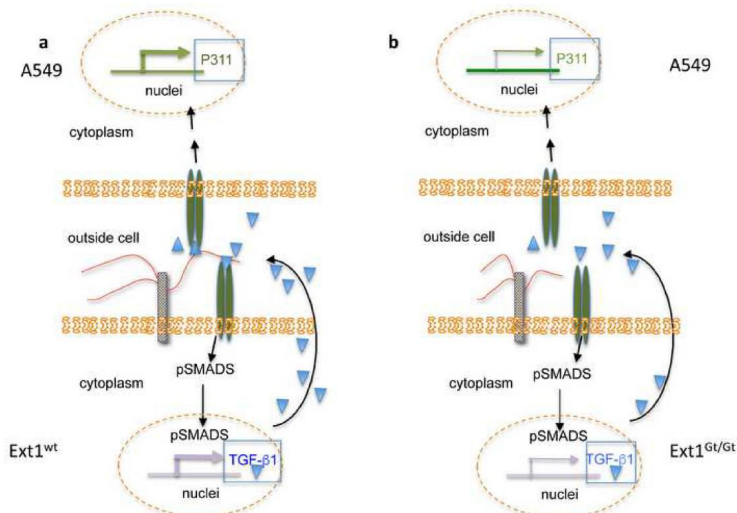 a
A549
P311
nuclei
cytoplasm
outside cell
cytoplasm
pSMADS
pSMADS
Ext1wt
TGF-β1
nuclei
b
A549
P311
nuclei
cytoplasm
outside cell
cytoplasm
pSMADS
pSMADS
TGF-β1
Ext1Gt/Gt
nuclei